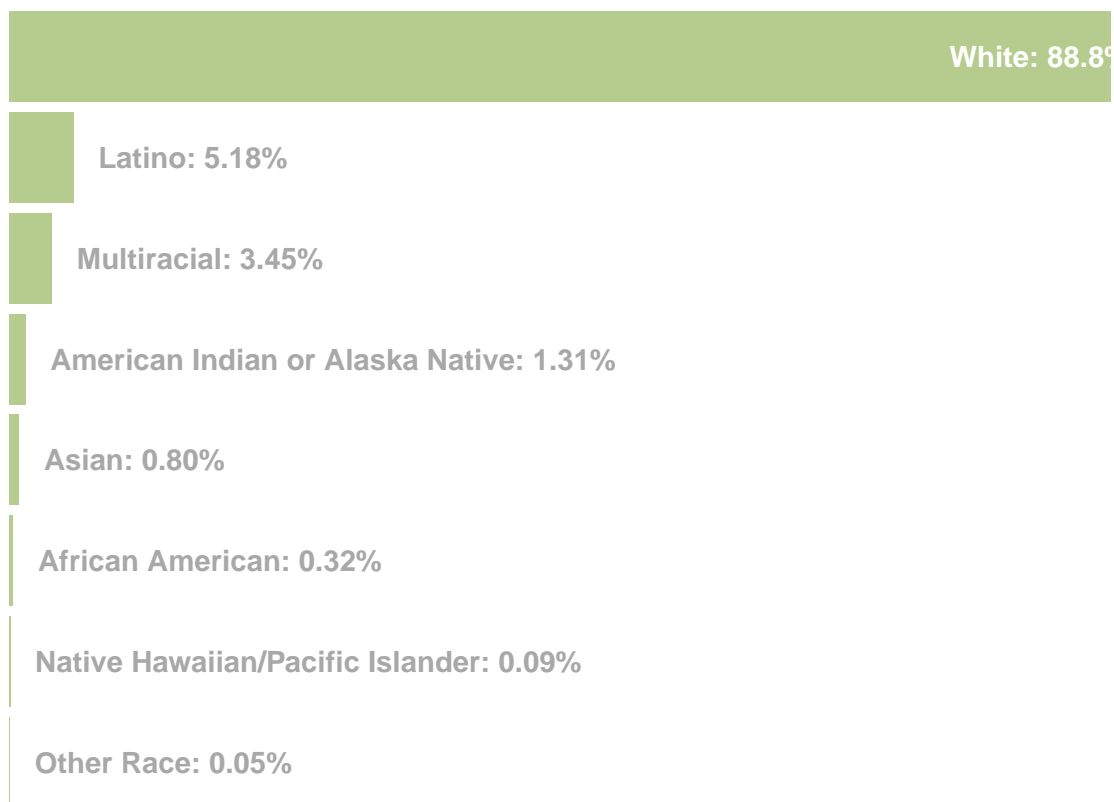 White: 88.8%
Latino: 5.18%
Multiracial: 3.45%
American Indian or Alaska Native: 1.31%
Asian: 0.80%
African American: 0.32%
Native Hawaiian/Pacific Islander: 0.09%
Other Race: 0.05%